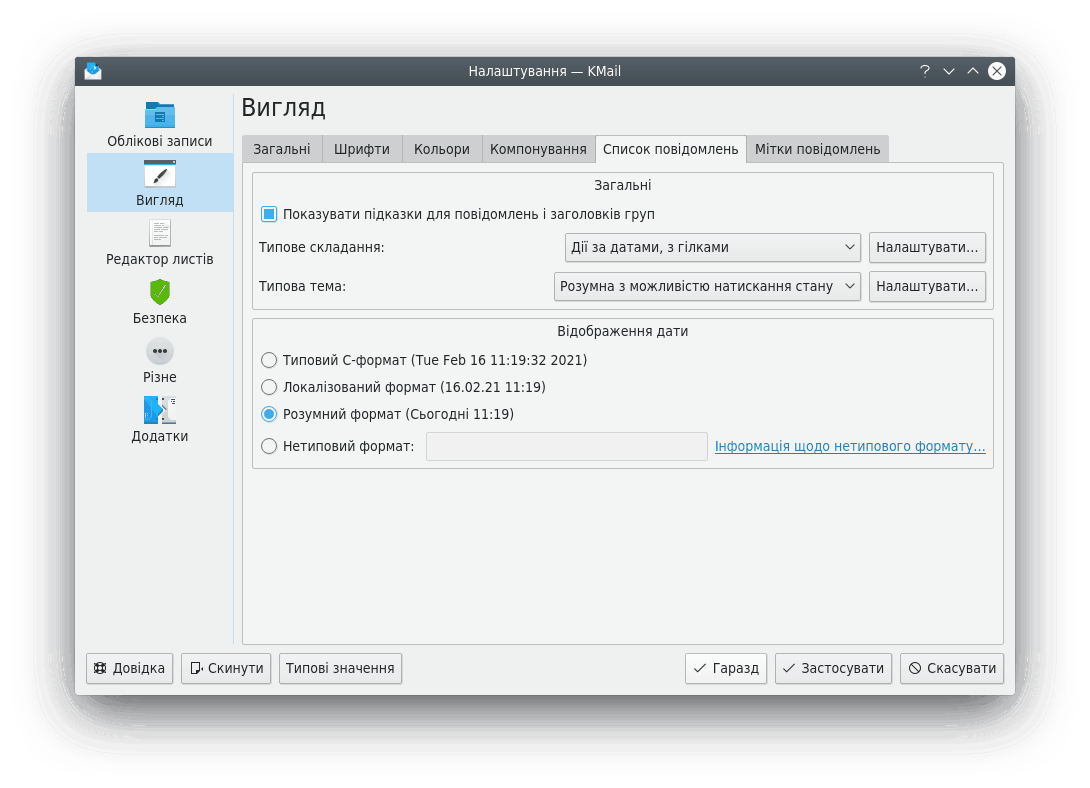 Налаштування — KMail
Облікові записи
Вигляд
Редактор листів
Безпека
Різне
Додатки
Вигляд
Загальні Шрифти Кольори Компонування Список повідомлень Мітки повідомлень
Загальні
Показувати підказки для повідомлень і заголовків груп
Типове складання: Дії за датами, з гілками Налаштувати...
Типова тема: Розумна з можливістю натискання стану Налаштувати...
Відображення дати
Типовий C-формат (Tue Feb 16 11:19:32 2021)
Локалізований формат (16.02.21 11:19)
Розумний формат (Сьогодні 11:19)
Нетиповий формат: Інформація щодо нетипового формату...
Довідка Скинути Типові значення Гаразд Застосувати Скасувати